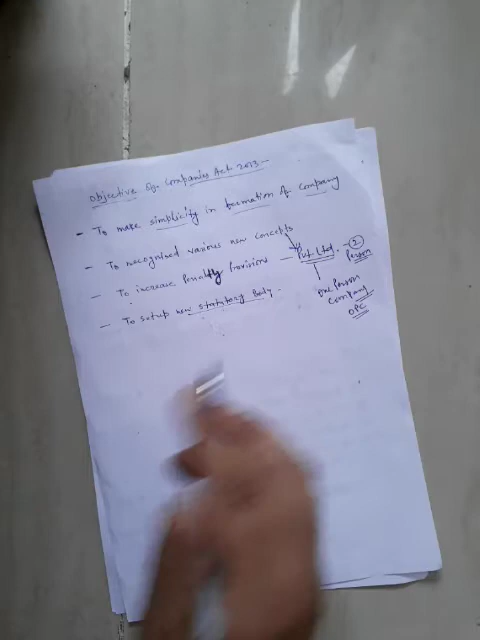 Objective of Companies Act 2013:-
- To make simplicity in formation of company
- To recognised various new concepts
- To increase Penalty Provisions - Pvt. Ltd. - 2 Person
- To setup new statutory Body.
one person
company
OPC